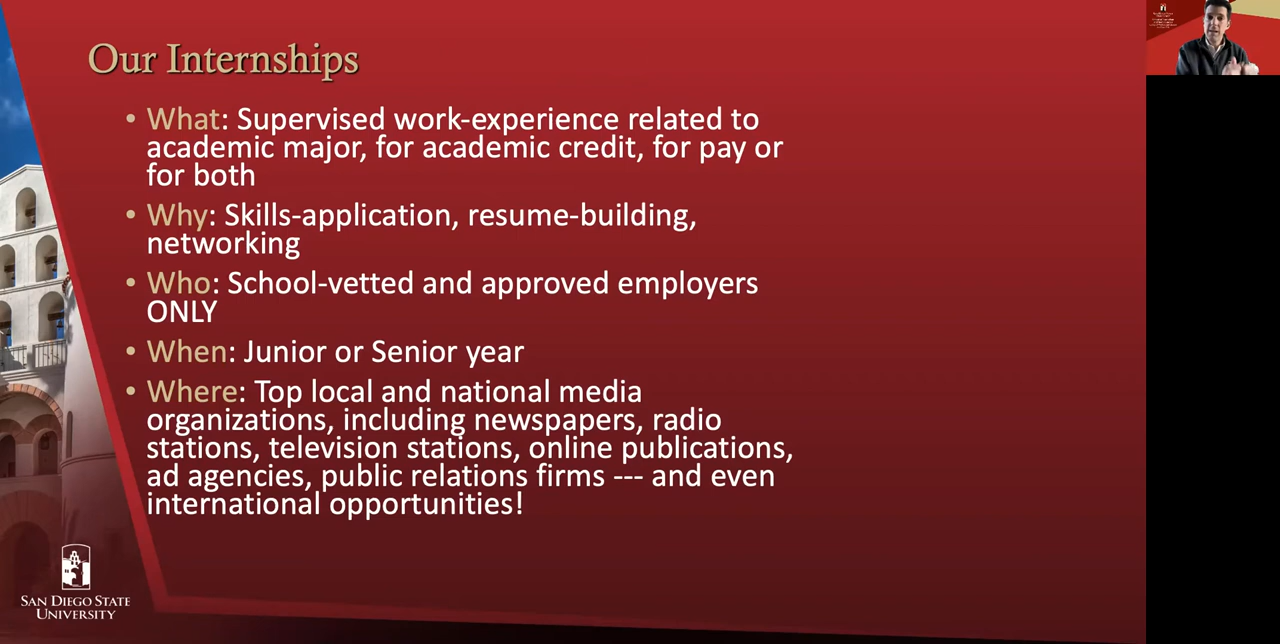 Our Internships
• What: Supervised work-experience related to
academic major, for academic credit, for pay or
for both
• Why: Skills-application, resume-building,
networking
• Who: School-vetted and approved employers
ONLY
• When: Junior or Senior year
• Where: Top local and national media
organizations, including newspapers, radio
stations, television stations, online publications,
ad agencies, public relations firms --- and even
international opportunities!
SAN DIEGO STATE
UNIVERSITY